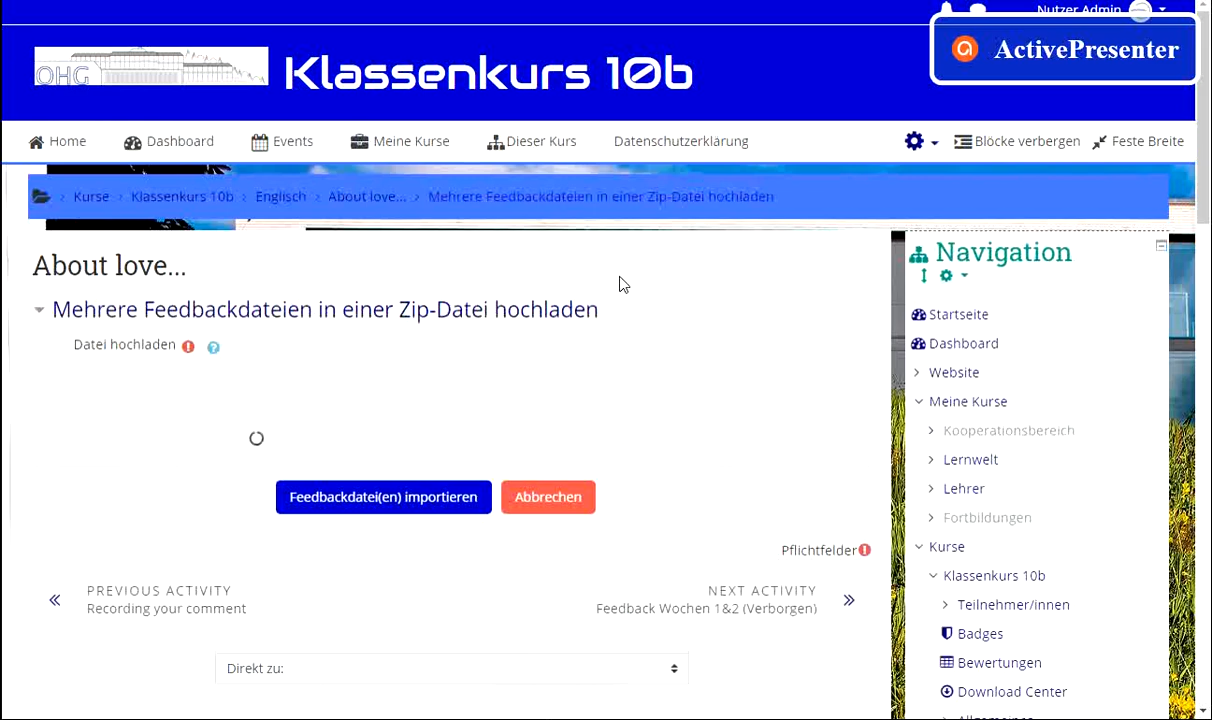 Nutzer Admin
ActivePresenter
OHG
Klassenkurs 10b
Home
Dashboard
Events
Meine Kurse
Dieser Kurs
Datenschutzerklärung
Blöcke verbergen
Feste Breite
Kurse
Klassenkurs 10b
Englisch
About love...
Mehrere Feedbackdateien in einer Zip-Datei hochladen
About love...
Mehrere Feedbackdateien in einer Zip-Datei hochladen
Datei hochladen
Feedbackdatei(en) importieren
Abbrechen
Pflichtfelder
PREVIOUS ACTIVITY
Recording your comment
NEXT ACTIVITY
Feedback Wochen 1&2 (Verborgen)
Direkt zu:
Navigation
Startseite
Dashboard
Website
Meine Kurse
Kooperationsbereich
Lernwelt
Lehrer
Fortbildungen
Kurse
Klassenkurs 10b
Teilnehmer/innen
Badges
Bewertungen
Download Center
Allgemeines